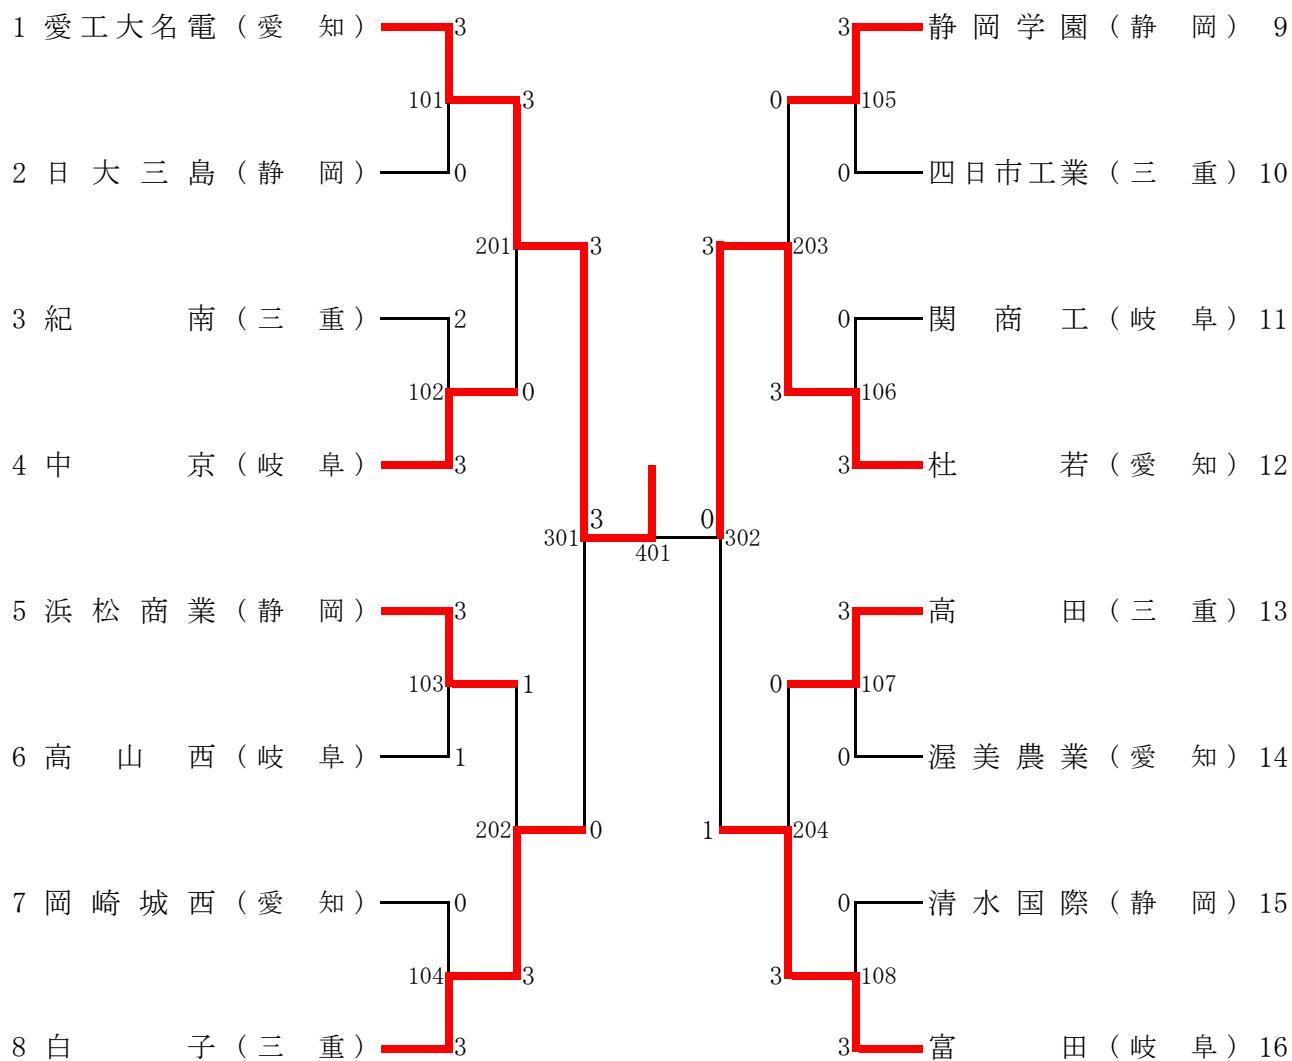 1 愛工大名電(愛 知) 3
3 静岡学園(静 岡) 9
101 3
0 105
2 日大三島(静 岡) 0
0 四日市工業(三 重) 10
201 3
3 203
3 紀 南(三 重) 2
0 関商工(岐 阜) 11
102 0
3 106
4 中 京(岐 阜) 3
3 杜 若(愛 知) 12
3 0
301 401 302
5 浜松商業(静 岡) 3
3 高 田(三 重) 13
103 1
0 107
6 高山西(岐 阜) 1
0 渥美農業(愛 知) 14
202 0
1 204
7 岡崎城西(愛 知) 0
0 清水国際(静 岡) 15
104 3
3 108
8 白 子(三 重) 3
3 富 田(岐 阜) 16